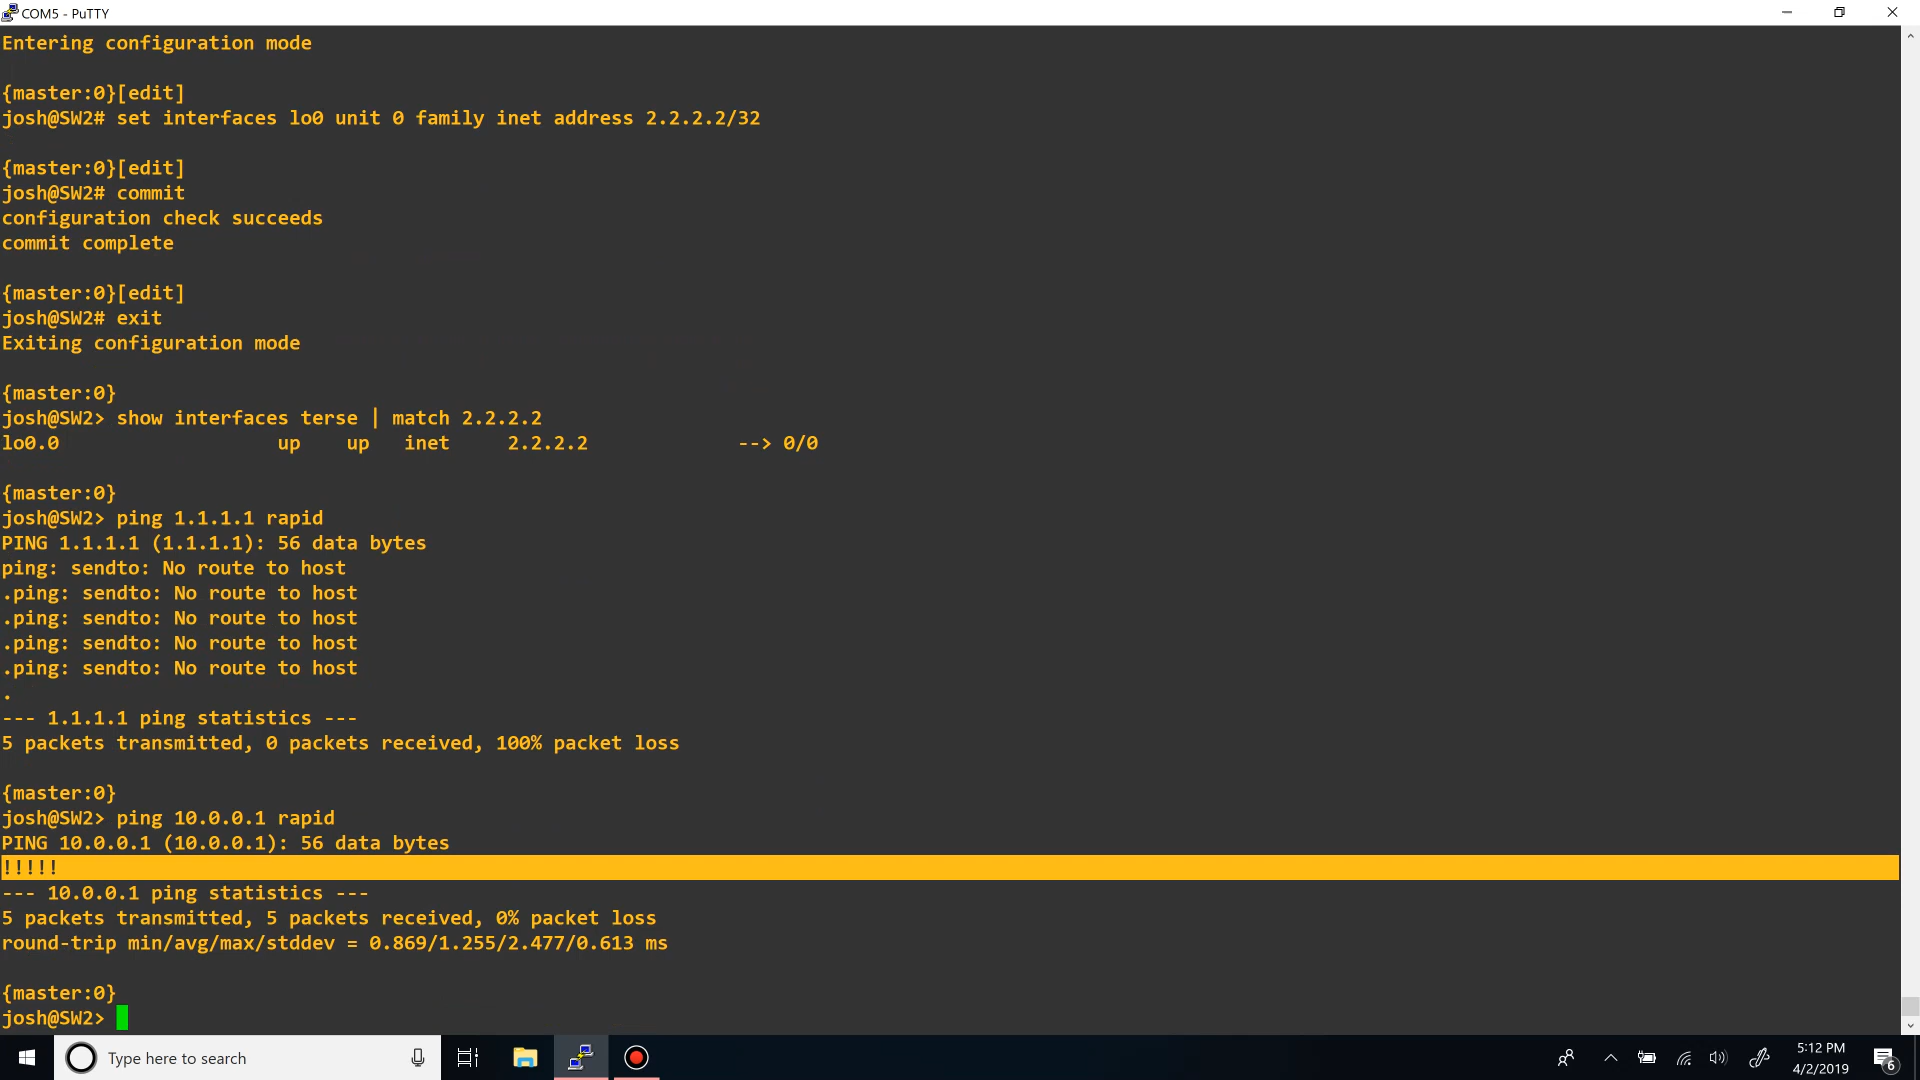 COM5 - PuTTY
Entering configuration mode
{master:0}[edit]
josh@SW2# set interfaces lo0 unit 0 family inet address 2.2.2.2/32
{master:0}[edit]
josh@SW2# commit
configuration check succeeds
commit complete
{master:0}[edit]
josh@SW2# exit
Exiting configuration mode
{master:0}
josh@SW2> show interfaces terse | match 2.2.2.2
lo0.0                   up    up   inet     2.2.2.2             --> 0/0
{master:0}
josh@SW2> ping 1.1.1.1 rapid
PING 1.1.1.1 (1.1.1.1): 56 data bytes
ping: sendto: No route to host
.ping: sendto: No route to host
.ping: sendto: No route to host
.ping: sendto: No route to host
.ping: sendto: No route to host
.
--- 1.1.1.1 ping statistics ---
5 packets transmitted, 0 packets received, 100% packet loss
{master:0}
josh@SW2> ping 10.0.0.1 rapid
PING 10.0.0.1 (10.0.0.1): 56 data bytes
!!!!!
--- 10.0.0.1 ping statistics ---
5 packets transmitted, 5 packets received, 0% packet loss
round-trip min/avg/max/stddev = 0.869/1.255/2.477/0.613 ms
{master:0}
josh@SW2>
Type here to search
5:12 PM
4/2/2019
6